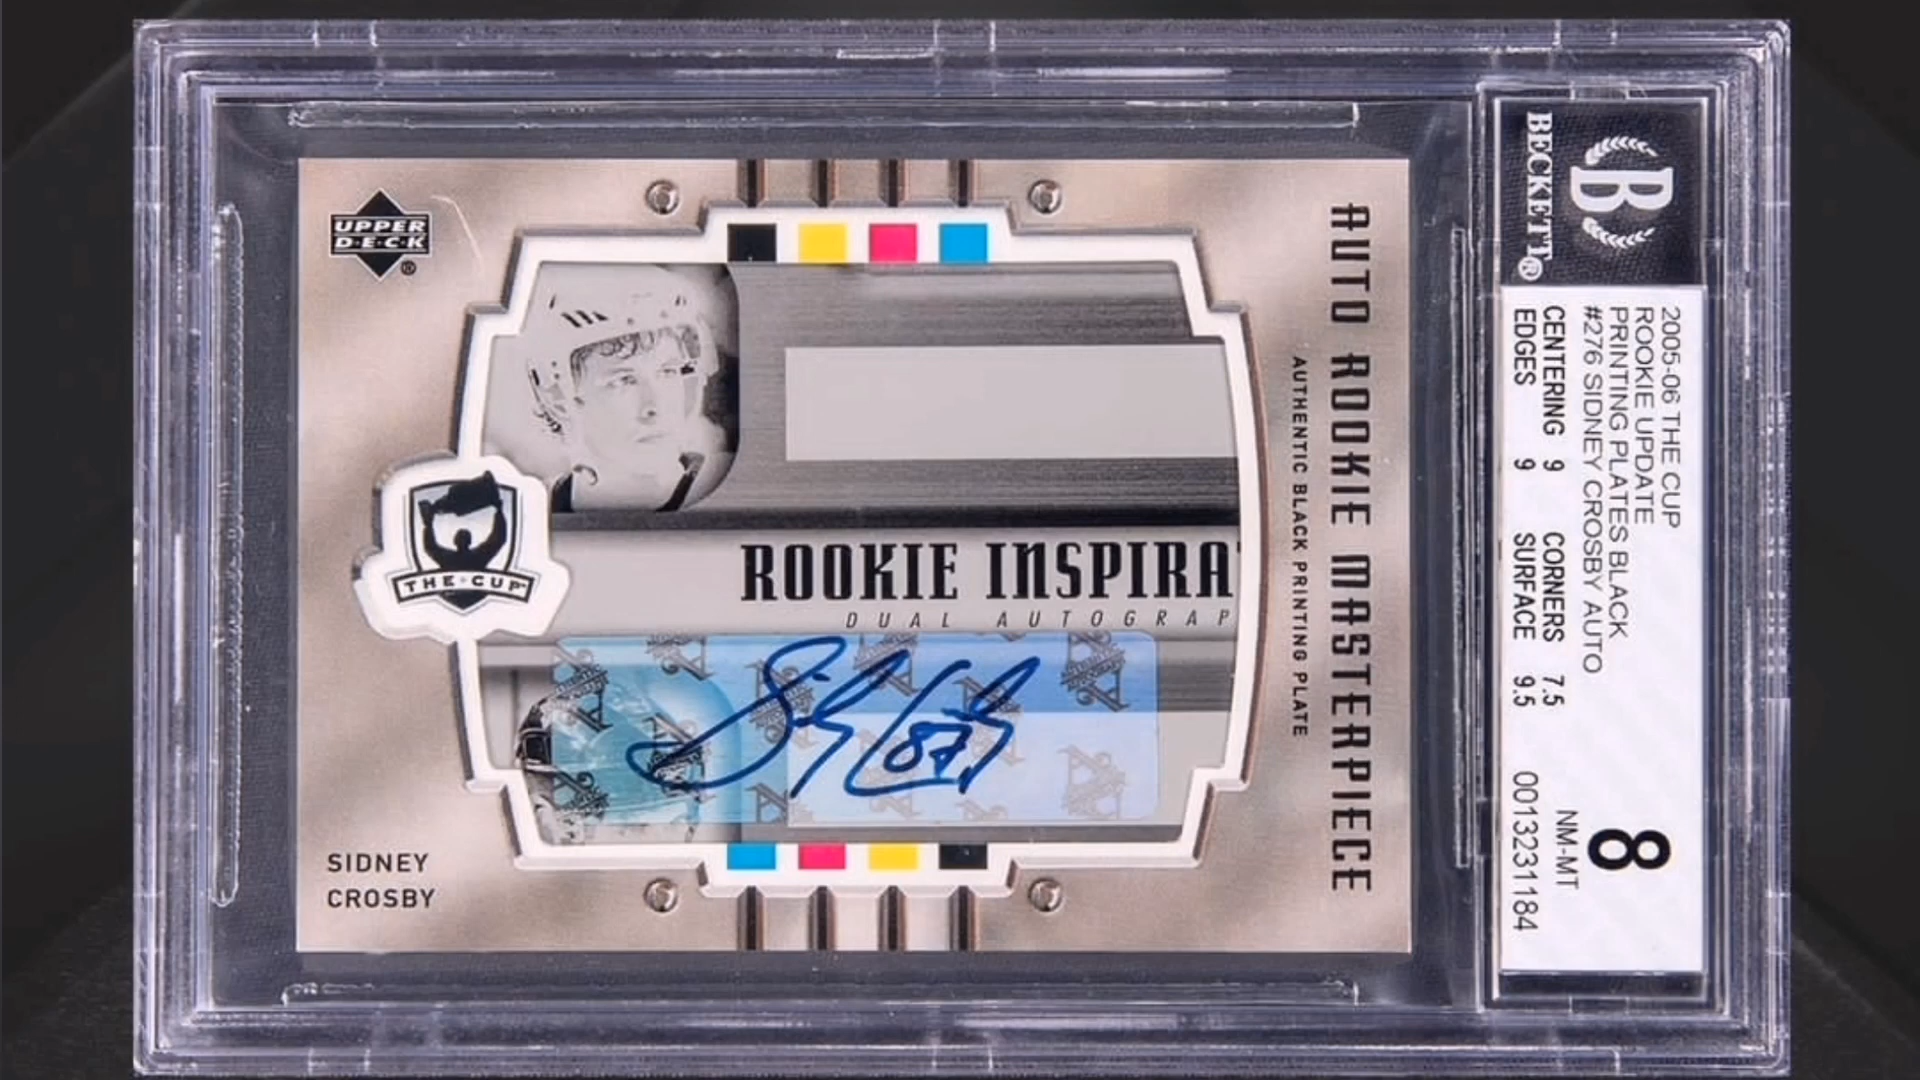 UPPER
D·E·C·K
®
THE·CUP™
ROOKIE INSPIRA
DUAL AUTOGRAP
87
SIDNEY
CROSBY
AUTO ROOKIE MASTERPIECE
AUTHENTIC BLACK PRINTING PLATE
B
BECKETT®
2005-06 THE CUP
ROOKIE UPDATE
PRINTING PLATES BLACK
#276 SIDNEY CROSBY AUTO
CENTERING 9 CORNERS 7.5
EDGES 9 SURFACE 9.5
8
NM-MT
0013231184